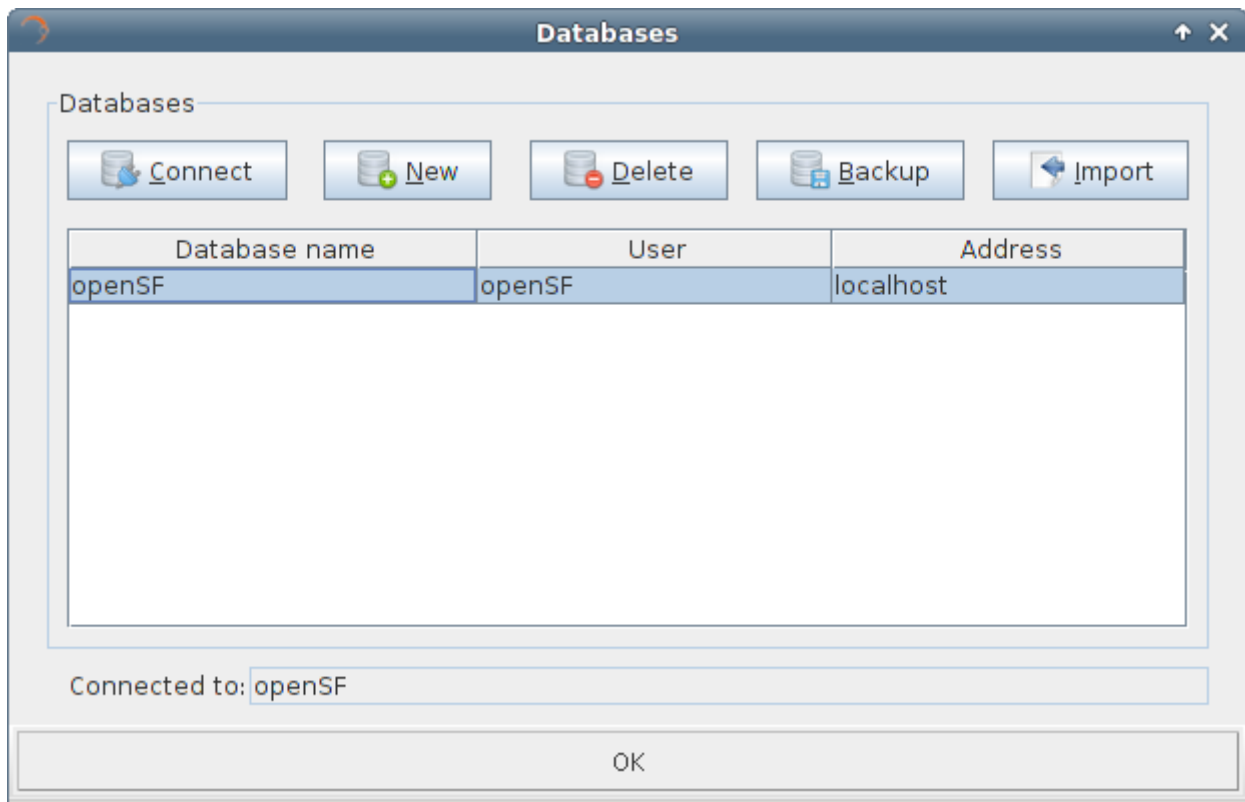 Databases
Databases
Connect New Delete Backup Import
Database name User Address
openSF openSF localhost
Connected to: openSF
OK